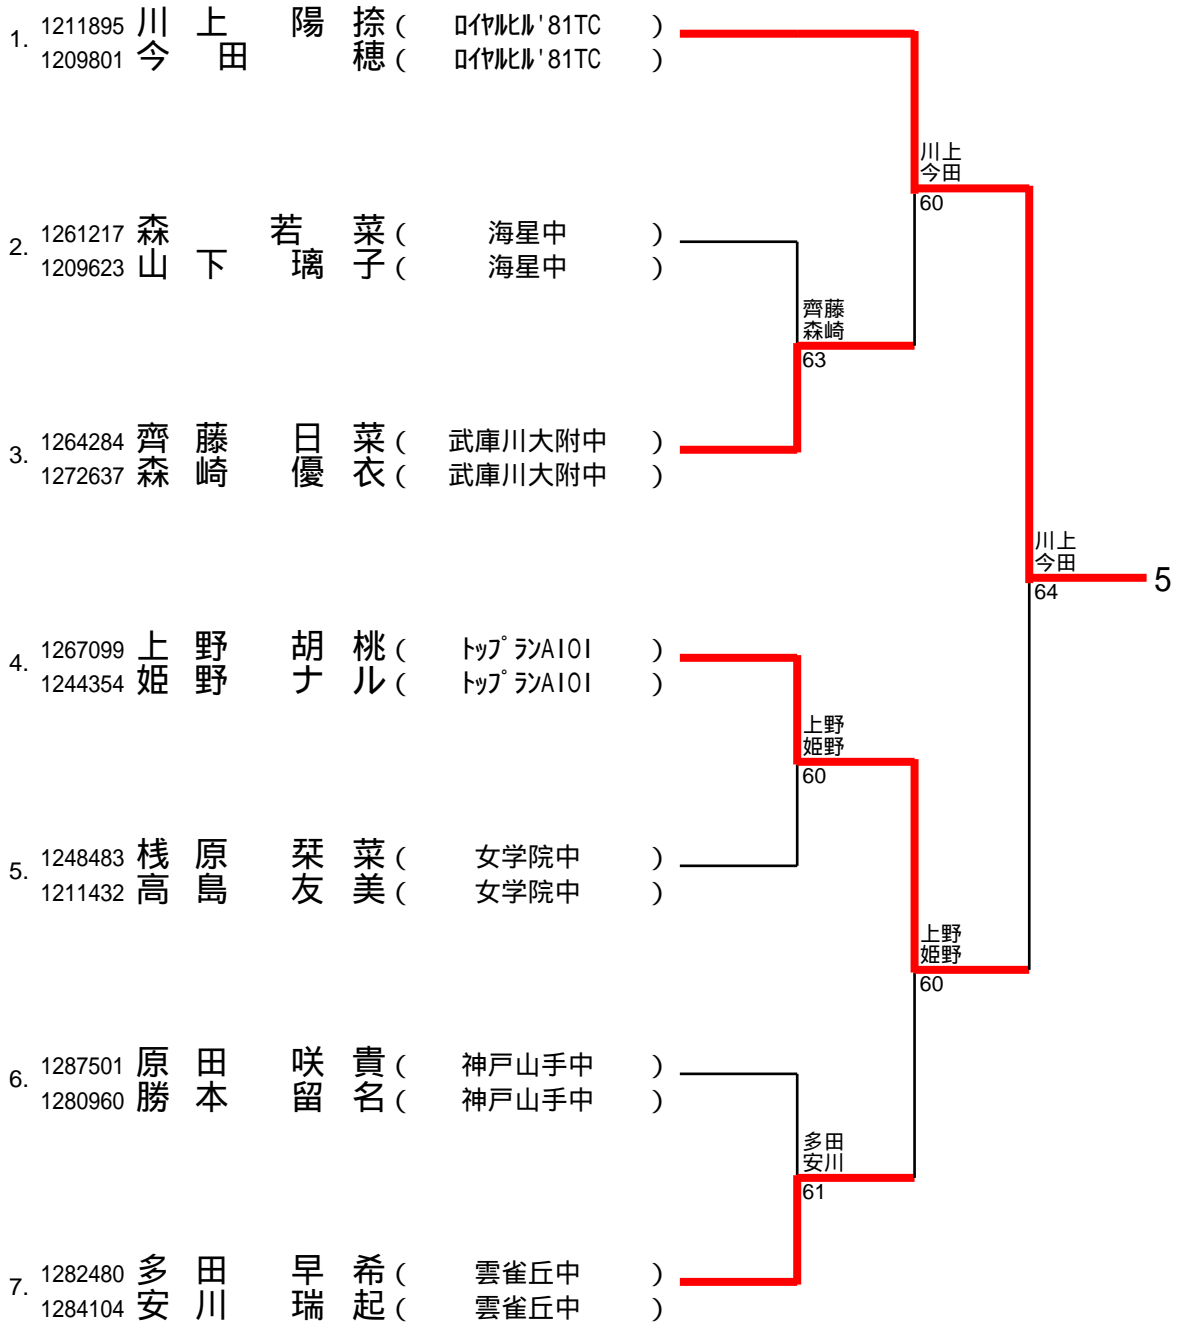 1. 1211895 川上 陽捺 ( ﾛｲﾔﾙﾋﾙ'81TC )
1209801 今田 穂 ( ﾛｲﾔﾙﾋﾙ'81TC )
川上
今田
60
2. 1261217 森 若菜 ( 海星中 )
1209623 山下 璃子 ( 海星中 )
齊藤
森崎
63
3. 1264284 齊藤 日菜 ( 武庫川大附中 )
1272637 森崎 優衣 ( 武庫川大附中 )
川上
今田
64
5
4. 1267099 上野 胡桃 ( ﾄｯﾌﾟﾗﾝAIOI )
1244354 姫野 ナル ( ﾄｯﾌﾟﾗﾝAIOI )
上野
姫野
60
5. 1248483 桟原 栞菜 ( 女学院中 )
1211432 高島 友美 ( 女学院中 )
上野
姫野
60
6. 1287501 原田 咲貴 ( 神戸山手中 )
1280960 勝本 留名 ( 神戸山手中 )
多田
安川
61
7. 1282480 多田 早希 ( 雲雀丘中 )
1284104 安川 瑞起 ( 雲雀丘中 )